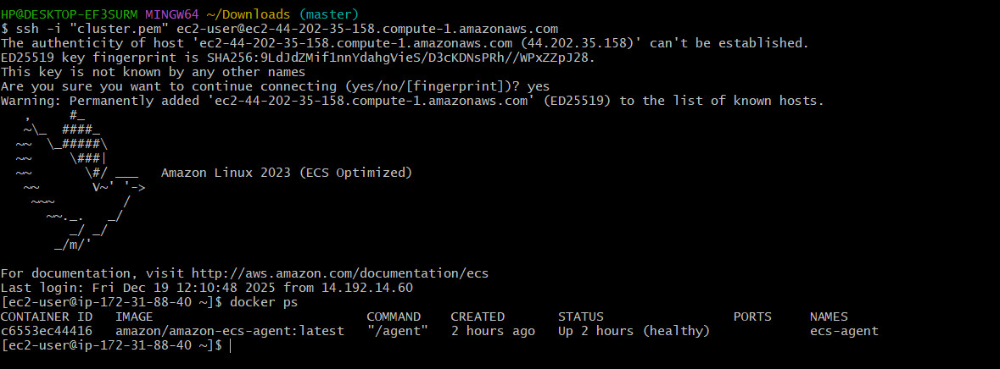 HP@DESKTOP-EF3SURM MINGW64 ~/Downloads (master)
$ ssh -i "cluster.pem" ec2-user@ec2-44-202-35-158.compute-1.amazonaws.com
The authenticity of host 'ec2-44-202-35-158.compute-1.amazonaws.com (44.202.35.158)' can't be established.
ED25519 key fingerprint is SHA256:9LdJdZMif1nnYdahgVieS/D3cKDNsPRh//WPxZZpJ28.
This key is not known by any other names
Are you sure you want to continue connecting (yes/no/[fingerprint])? yes
Warning: Permanently added 'ec2-44-202-35-158.compute-1.amazonaws.com' (ED25519) to the list of known hosts.
   ,     #_
   ~\_  ####_
  ~~  \_#####\
  ~~     \###|
  ~~       \#/ ___   Amazon Linux 2023 (ECS Optimized)
   ~~       V~' '->
    ~~~         /
      ~~._.   _/
         _/ _/
       _/m/'
For documentation, visit http://aws.amazon.com/documentation/ecs
Last login: Fri Dec 19 12:10:48 2025 from 14.192.14.60
[ec2-user@ip-172-31-88-40 ~]$ docker ps
CONTAINER ID   IMAGE                            COMMAND    CREATED       STATUS                 PORTS     NAMES
c6553ec44416   amazon/amazon-ecs-agent:latest   "/agent"   2 hours ago   Up 2 hours (healthy)             ecs-agent
[ec2-user@ip-172-31-88-40 ~]$